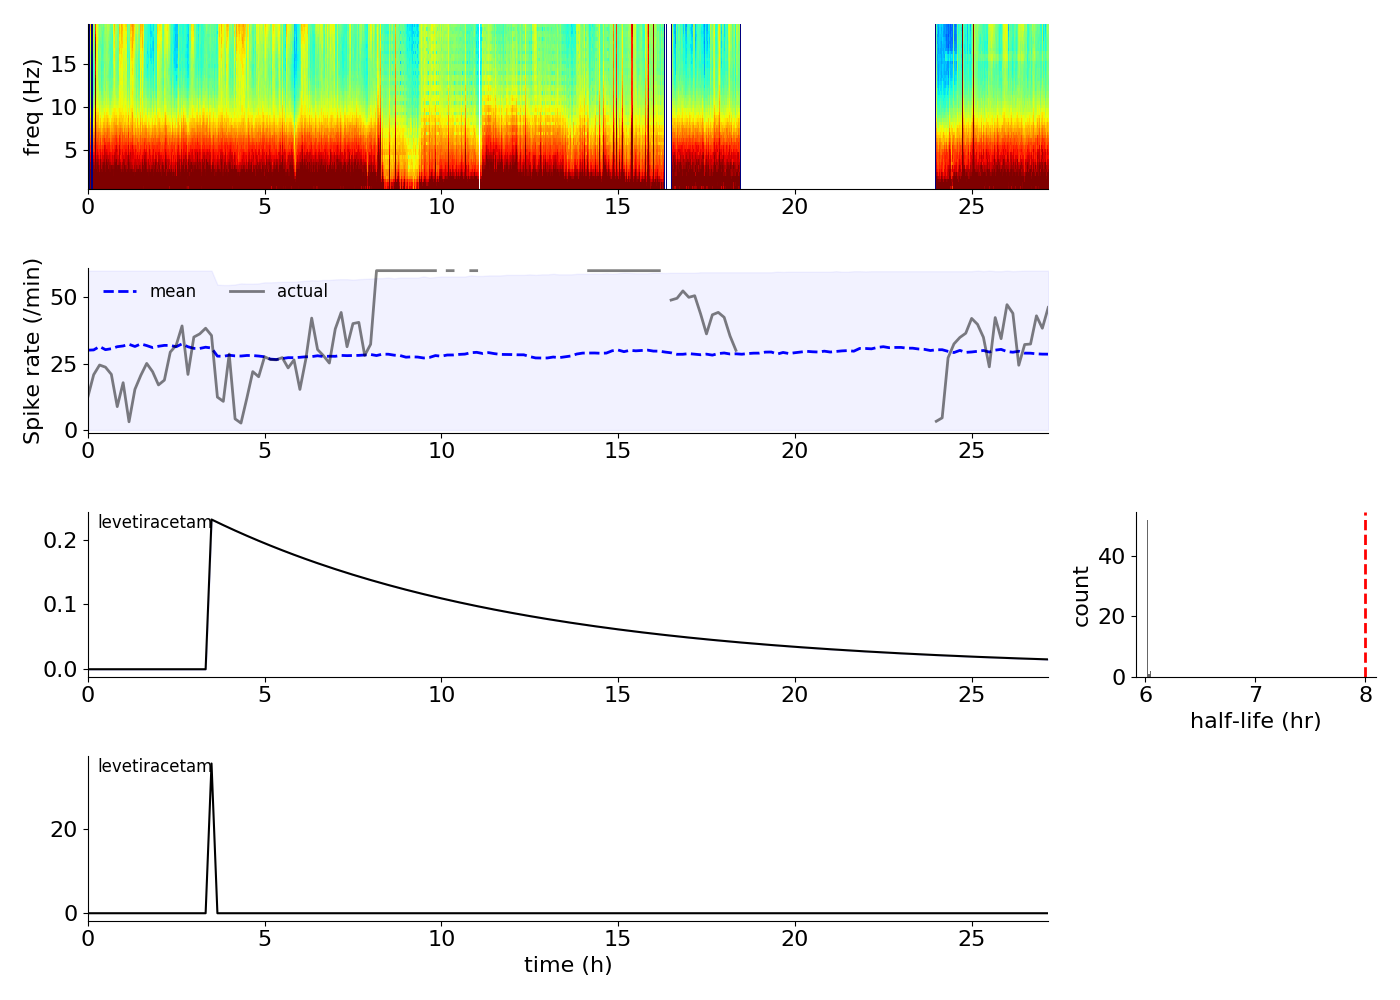 freq (Hz)
15
10
5
0 5 10 15 20 25
Spike rate (/min)
50
25
0
mean actual
0 5 10 15 20 25
levetiracetam
0.2
0.1
0.0
0 5 10 15 20 25
count
40
20
0
6 7 8
half-life (hr)
levetiracetam
20
0
0 5 10 15 20 25
time (h)